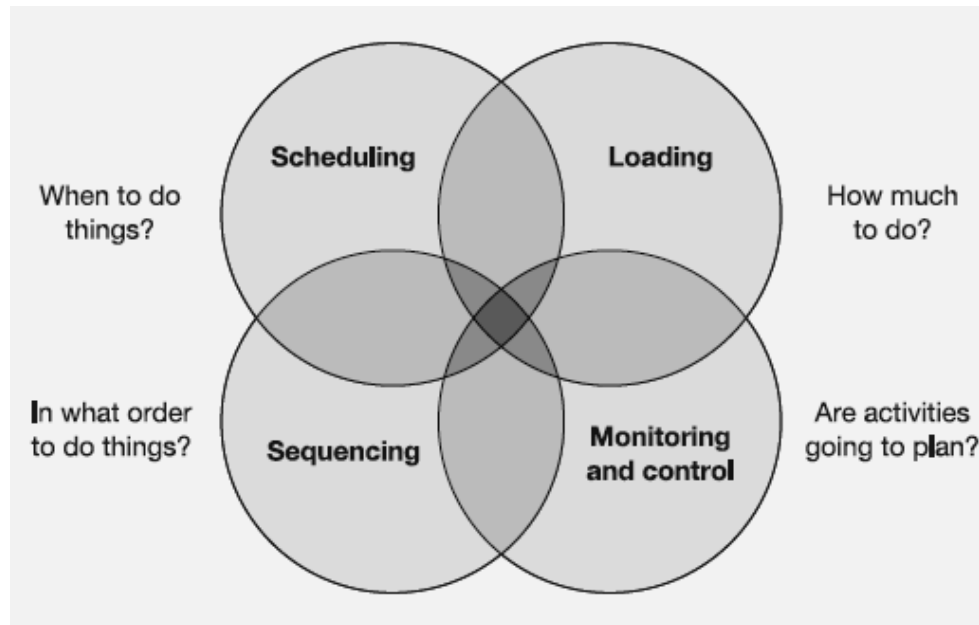 Scheduling
Loading
When to do
things?
How much
to do?
In what order
to do things?
Sequencing
Monitoring
and control
Are activities
going to plan?